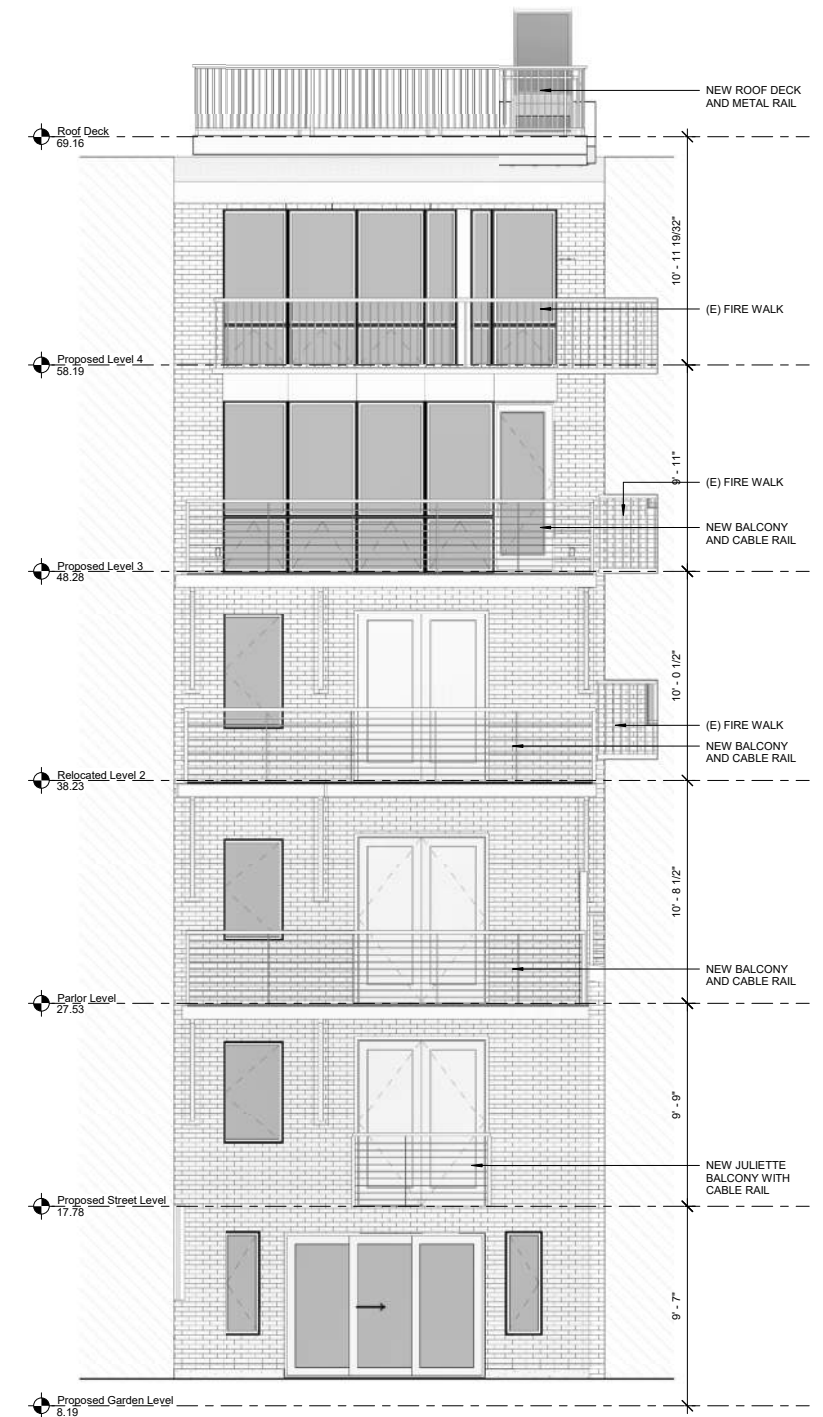 NEW ROOF DECK
AND METAL RAIL
Roof Deck
69.16
10' - 11 19/32"
(E) FIRE WALK
Proposed Level 4
58.19
9' - 11"
(E) FIRE WALK
NEW BALCONY
AND CABLE RAIL
Proposed Level 3
48.28
10' - 0 1/2"
(E) FIRE WALK
NEW BALCONY
AND CABLE RAIL
Relocated Level 2
38.23
10' - 8 1/2"
NEW BALCONY
AND CABLE RAIL
Parlor Level
27.53
9' - 9"
NEW JULIETTE
BALCONY WITH
CABLE RAIL
Proposed Street Level
17.78
9' - 7"
Proposed Garden Level
8.19